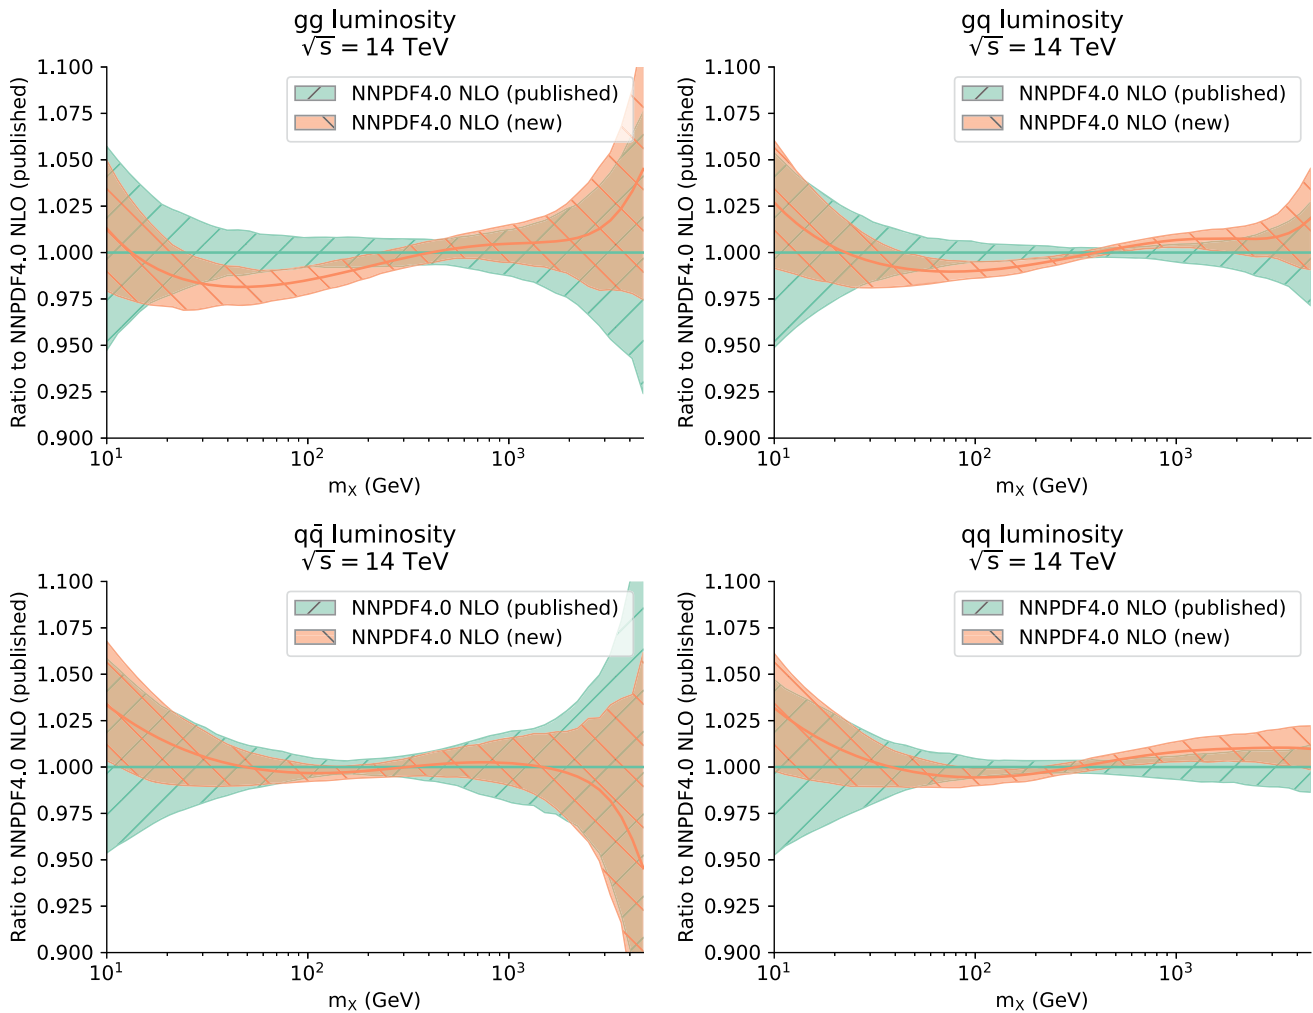 gg luminosity
√s = 14 TeV
Ratio to NNPDF4.0 NLO (published)
1.100
1.075
1.050
1.025
1.000
0.975
0.950
0.925
0.900
NNPDF4.0 NLO (published)
NNPDF4.0 NLO (new)
10¹
10²
10³
mX (GeV)
gq luminosity
√s = 14 TeV
Ratio to NNPDF4.0 NLO (published)
1.100
1.075
1.050
1.025
1.000
0.975
0.950
0.925
0.900
NNPDF4.0 NLO (published)
NNPDF4.0 NLO (new)
10¹
10²
10³
mX (GeV)
qq̄ luminosity
√s = 14 TeV
Ratio to NNPDF4.0 NLO (published)
1.100
1.075
1.050
1.025
1.000
0.975
0.950
0.925
0.900
NNPDF4.0 NLO (published)
NNPDF4.0 NLO (new)
10¹
10²
10³
mX (GeV)
qq luminosity
√s = 14 TeV
Ratio to NNPDF4.0 NLO (published)
1.100
1.075
1.050
1.025
1.000
0.975
0.950
0.925
0.900
NNPDF4.0 NLO (published)
NNPDF4.0 NLO (new)
10¹
10²
10³
mX (GeV)